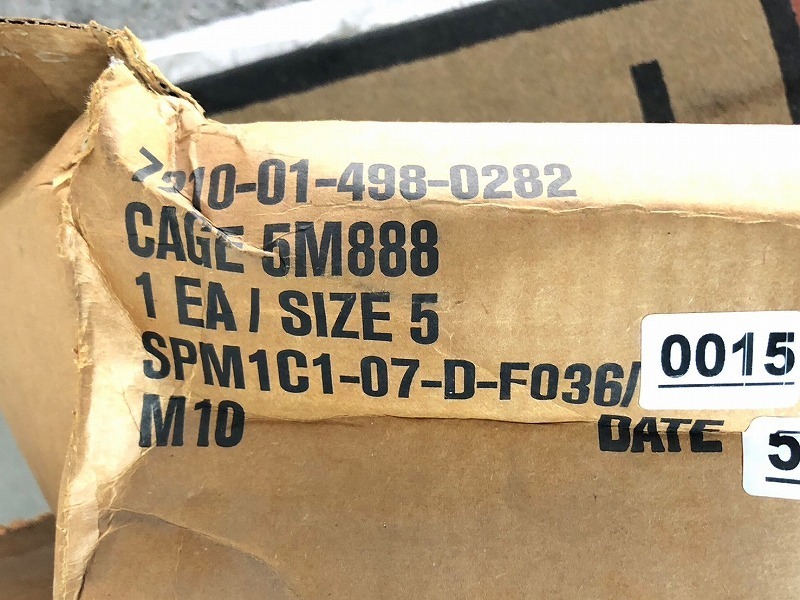 10-01-498-0282
CAGE 5M888
1 EA / SIZE 5
SPM1C1-07-D-F036/
0015
M10
DATE
5